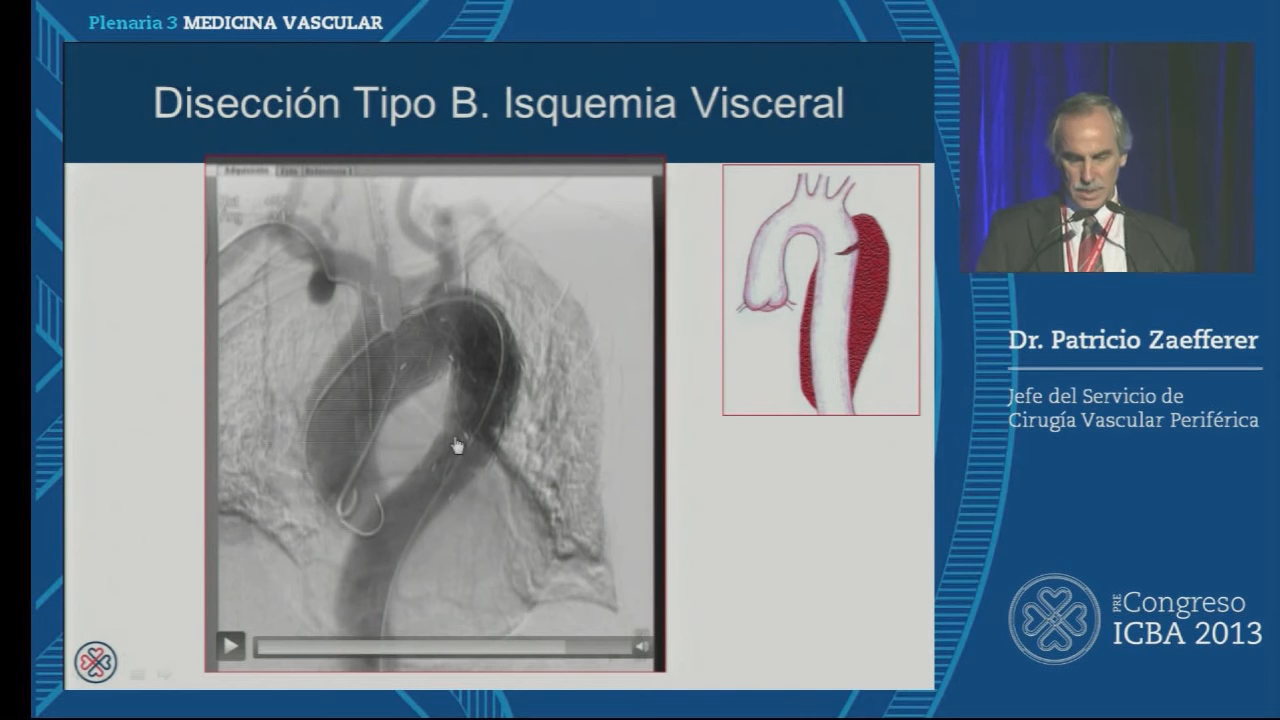 Plenaria 3 MEDICINA VASCULAR
Disección Tipo B. Isquemia Visceral
Dr. Patricio Zaefferer
Jefe del Servicio de
Cirugía Vascular Periférica
PRE Congreso
ICBA 2013